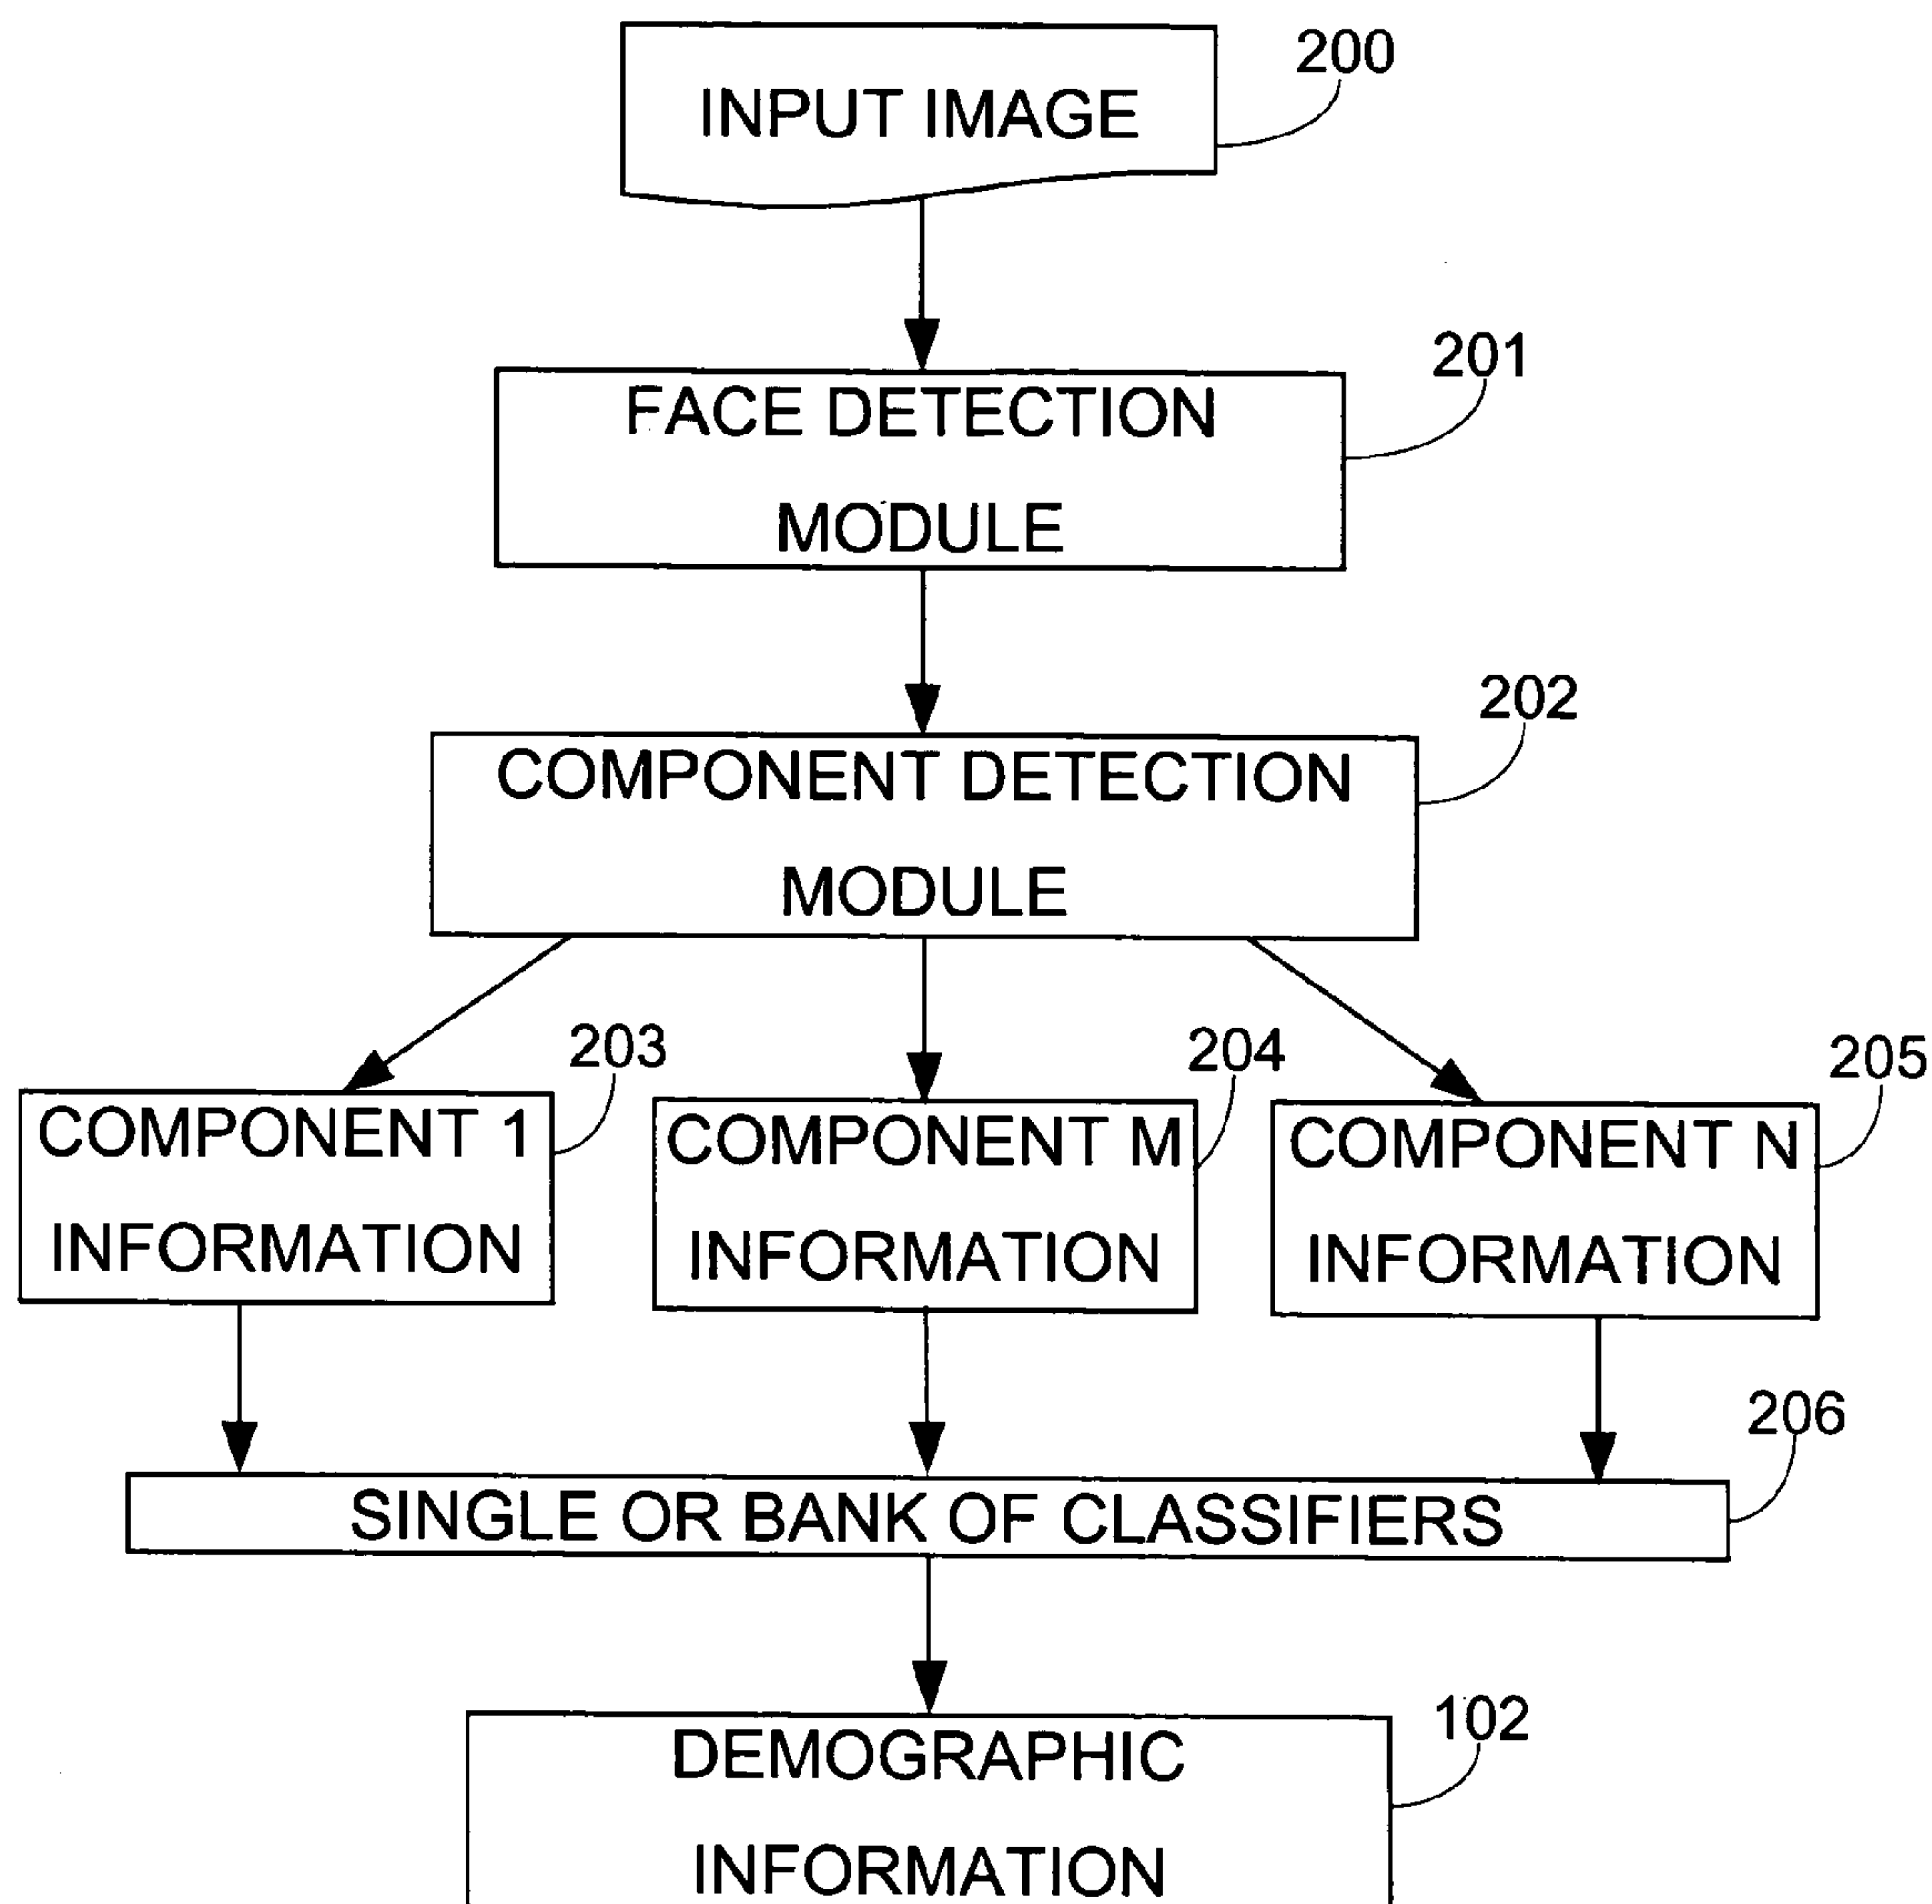 INPUT IMAGE
200
FACE DETECTION
MODULE
201
COMPONENT DETECTION
MODULE
202
COMPONENT 1
INFORMATION
203
COMPONENT M
INFORMATION
204
COMPONENT N
INFORMATION
205
SINGLE OR BANK OF CLASSIFIERS
206
DEMOGRAPHIC
INFORMATION
102